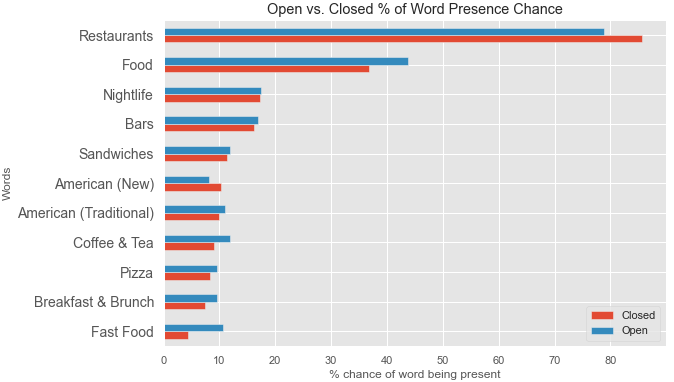 Open vs. Closed % of Word Presence Chance
Restaurants
Food
Nightlife
Bars
Sandwiches
American (New)
American (Traditional)
Coffee & Tea
Pizza
Breakfast & Brunch
Fast Food
Words
Closed
Open
0 10 20 30 40 50 60 70 80
% chance of word being present